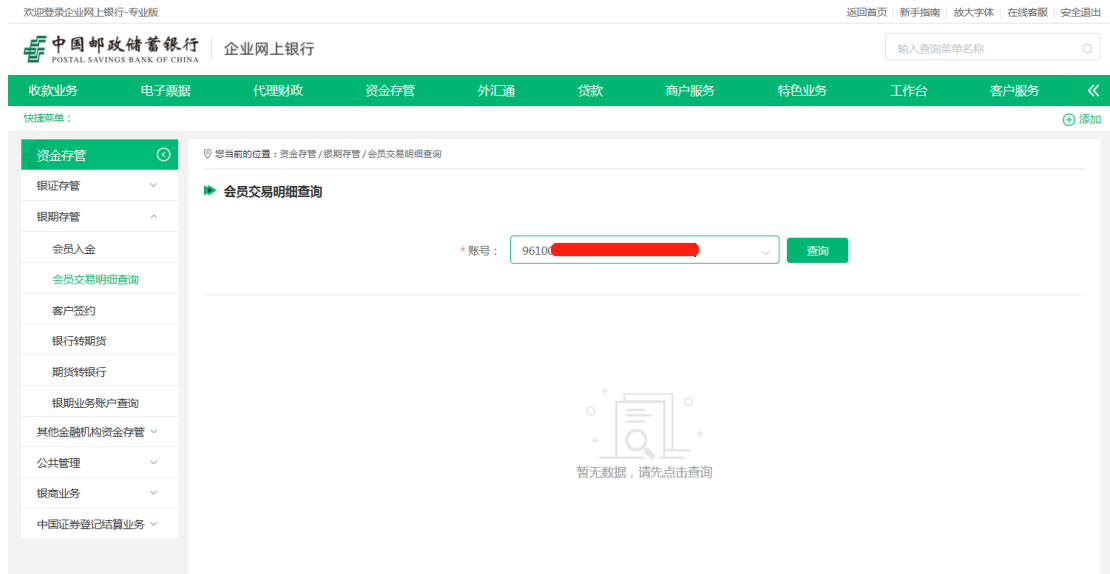 欢迎登录企业网上银行-专业版
返回首页 新手指南 放大字体 在线客服 安全退出
中国邮政储蓄银行 企业网上银行
POSTAL SAVINGS BANK OF CHINA
输入查询菜单名称
收款业务 电子票据 代理财政 资金存管 外汇通 贷款 商户服务 特色业务 工作台 客户服务
快捷菜单：
添加
资金存管
银证存管
银期存管
会员入金
会员交易明细查询
客户签约
银行转期货
期货转银行
银期业务账户查询
其他金融机构资金存管
公共管理
银商业务
中国证券登记结算业务
您当前的位置：资金存管/银期存管/会员交易明细查询
会员交易明细查询
*账号： 96100
查询
暂无数据，请先点击查询